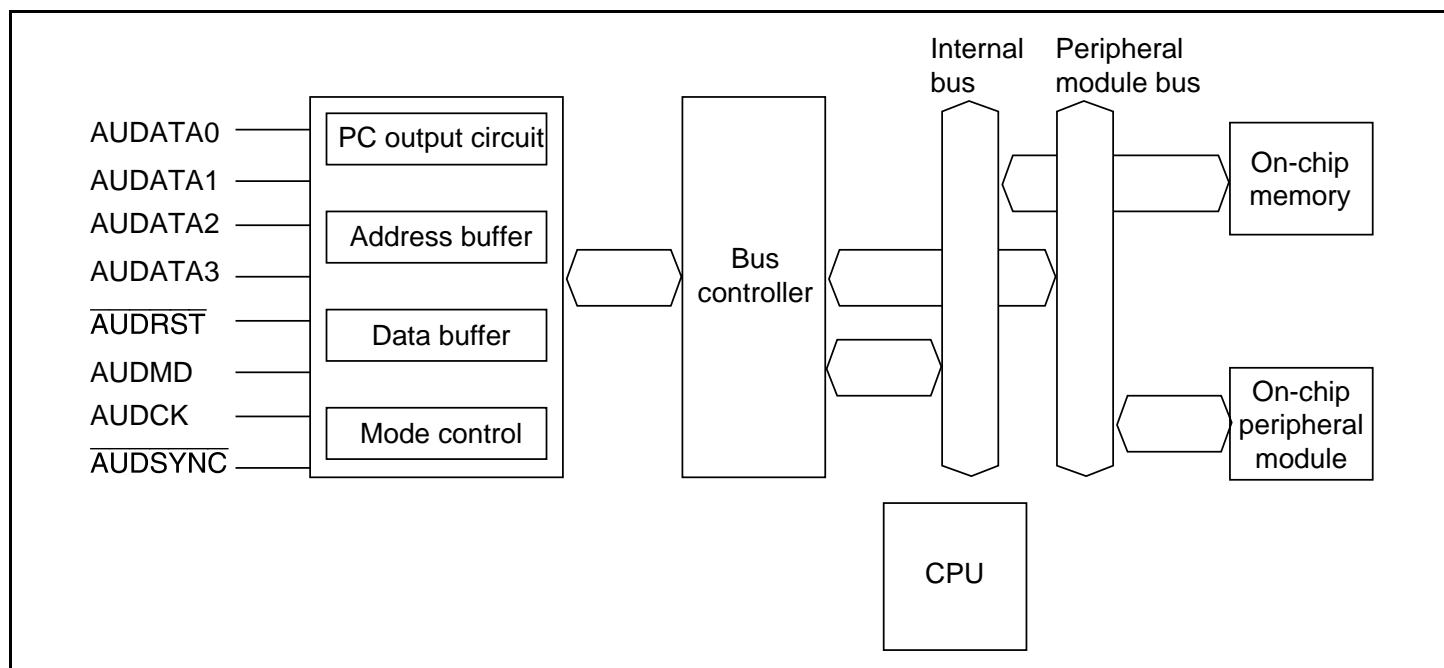 Internal
bus
Peripheral
module bus
AUDATA0
AUDATA1
AUDATA2
AUDATA3
AUDRST
AUDMD
AUDCK
AUDSYNC
PC output circuit
Address buffer
Data buffer
Mode control
Bus
controller
On-chip
memory
On-chip
peripheral
module
CPU